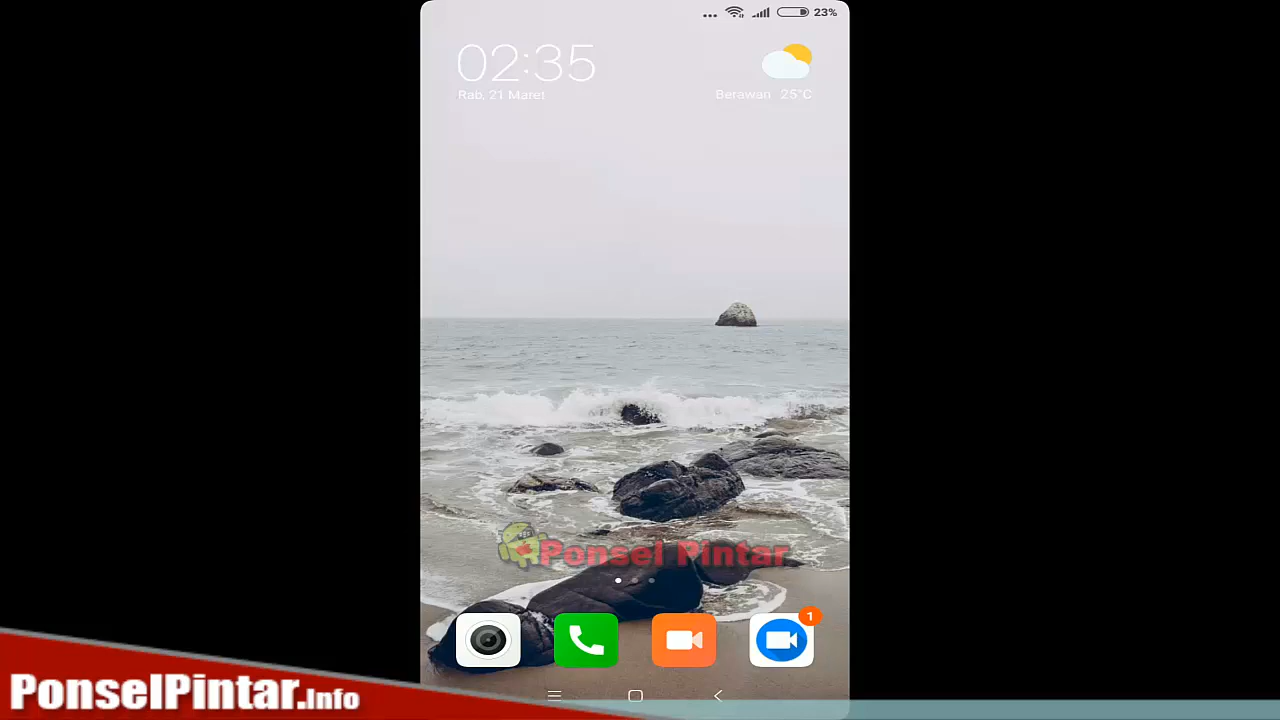 23%
02:35
Rab, 21 Maret
Berawan 25°C
Ponsel Pintar
1
PonselPintar.Info